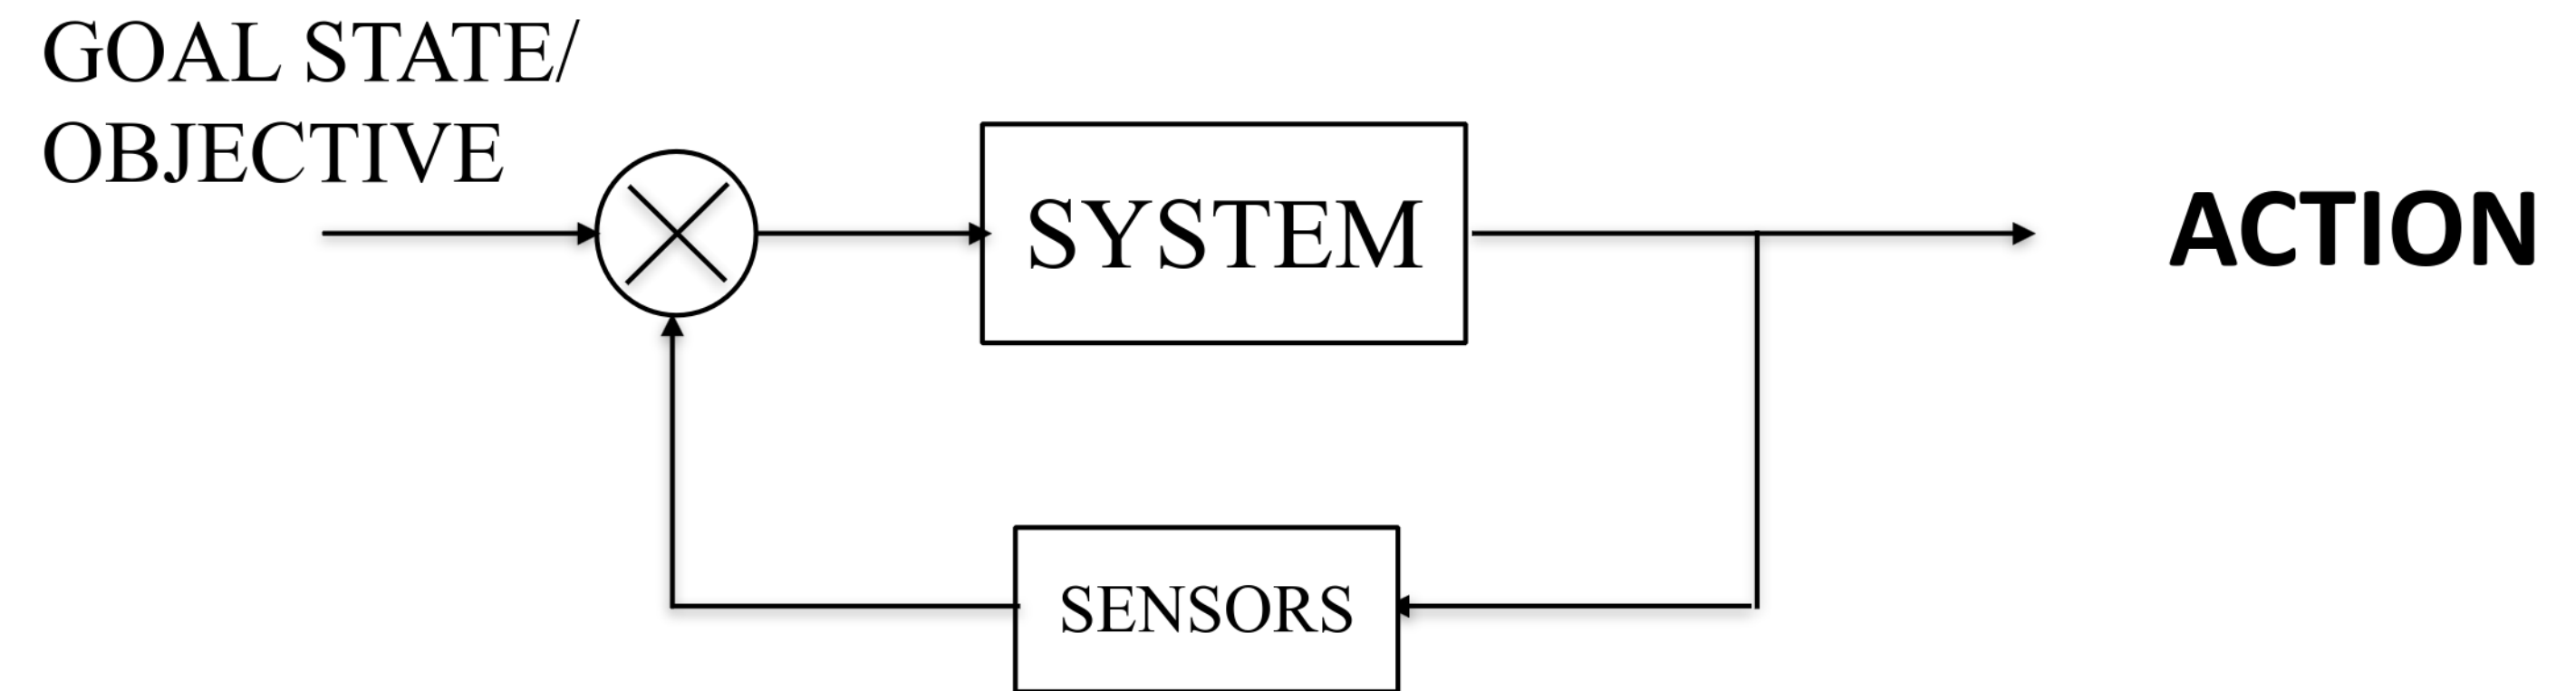 GOAL STATE/
OBJECTIVE
SYSTEM
ACTION
SENSORS